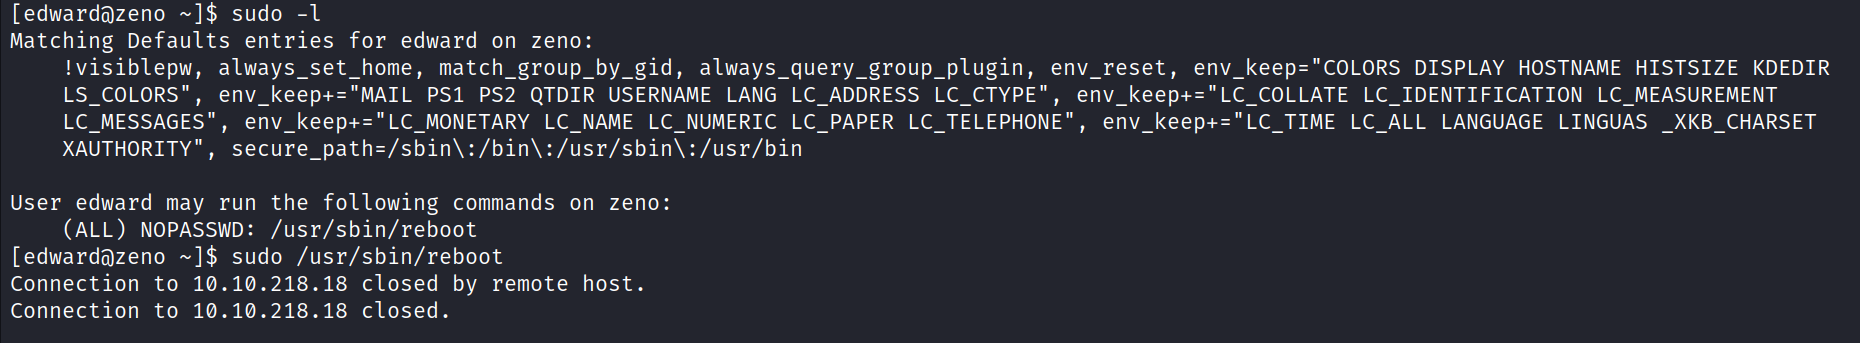 [edward@zeno ~]$ sudo -l
Matching Defaults entries for edward on zeno:
    !visiblepw, always_set_home, match_group_by_gid, always_query_group_plugin, env_reset, env_keep="COLORS DISPLAY HOSTNAME HISTSIZE KDEDIR
    LS_COLORS", env_keep+="MAIL PS1 PS2 QTDIR USERNAME LANG LC_ADDRESS LC_CTYPE", env_keep+="LC_COLLATE LC_IDENTIFICATION LC_MEASUREMENT
    LC_MESSAGES", env_keep+="LC_MONETARY LC_NAME LC_NUMERIC LC_PAPER LC_TELEPHONE", env_keep+="LC_TIME LC_ALL LANGUAGE LINGUAS _XKB_CHARSET
    XAUTHORITY", secure_path=/sbin\:/bin\:/usr/sbin\:/usr/bin

User edward may run the following commands on zeno:
    (ALL) NOPASSWD: /usr/sbin/reboot
[edward@zeno ~]$ sudo /usr/sbin/reboot
Connection to 10.10.218.18 closed by remote host.
Connection to 10.10.218.18 closed.